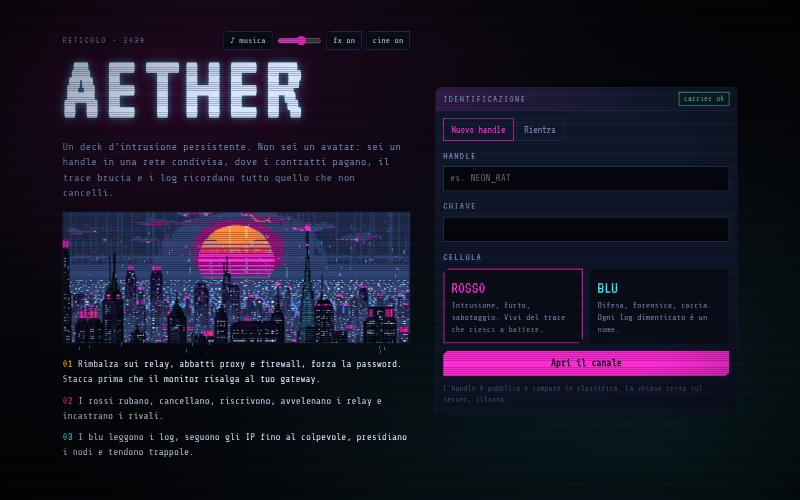 RETICOLO · 2039
♪ musica
fx on
cine on
AETHER
Un deck d'intrusione persistente. Non sei un avatar: sei un
handle in una rete condivisa, dove i contratti pagano, il
trace brucia e i log ricordano tutto quello che non
cancelli.
01 Rimbalza sui relay, abbatti proxy e firewall, forza la password.
Stacca prima che il monitor risalga al tuo gateway.
02 I rossi rubano, cancellano, riscrivono, avvelenano i relay e
incastrano i rivali.
03 I blu leggono i log, seguono gli IP fino al colpevole, presidiano
i nodi e tendono trappole.
IDENTIFICAZIONE
carrier ok
Nuovo handle
Rientra
HANDLE
es. NEON_RAT
CHIAVE
CELLULA
ROSSO
Intrusione, furto,
sabotaggio. Vivi del trace
che riesci a battere.
BLU
Difesa, forensica, caccia.
Ogni log dimenticato è un
nome.
Apri il canale
L'handle è pubblico e compare in classifica. La chiave resta sul
server, cifrata.